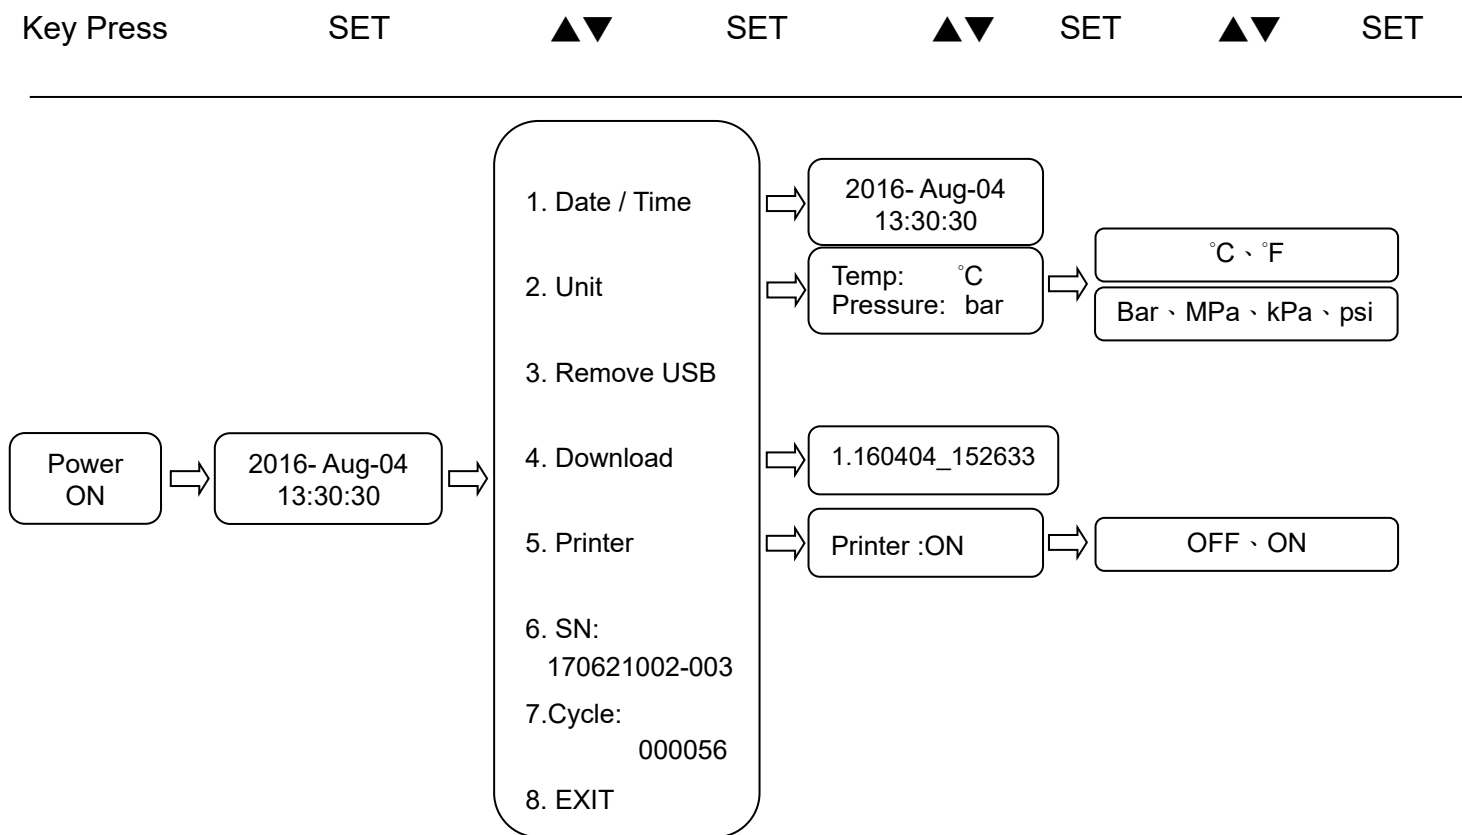 Key Press SET ▲▼ SET ▲▼ SET ▲▼ SET
1. Date / Time
2016- Aug-04
13:30:30
2. Unit
Temp: °C
Pressure: bar
°C、°F
Bar、MPa、kPa、psi
3. Remove USB
Power
ON
2016- Aug-04
13:30:30
4. Download
1.160404_152633
5. Printer
Printer :ON
OFF、ON
6. SN:
170621002-003
7.Cycle:
000056
8. EXIT